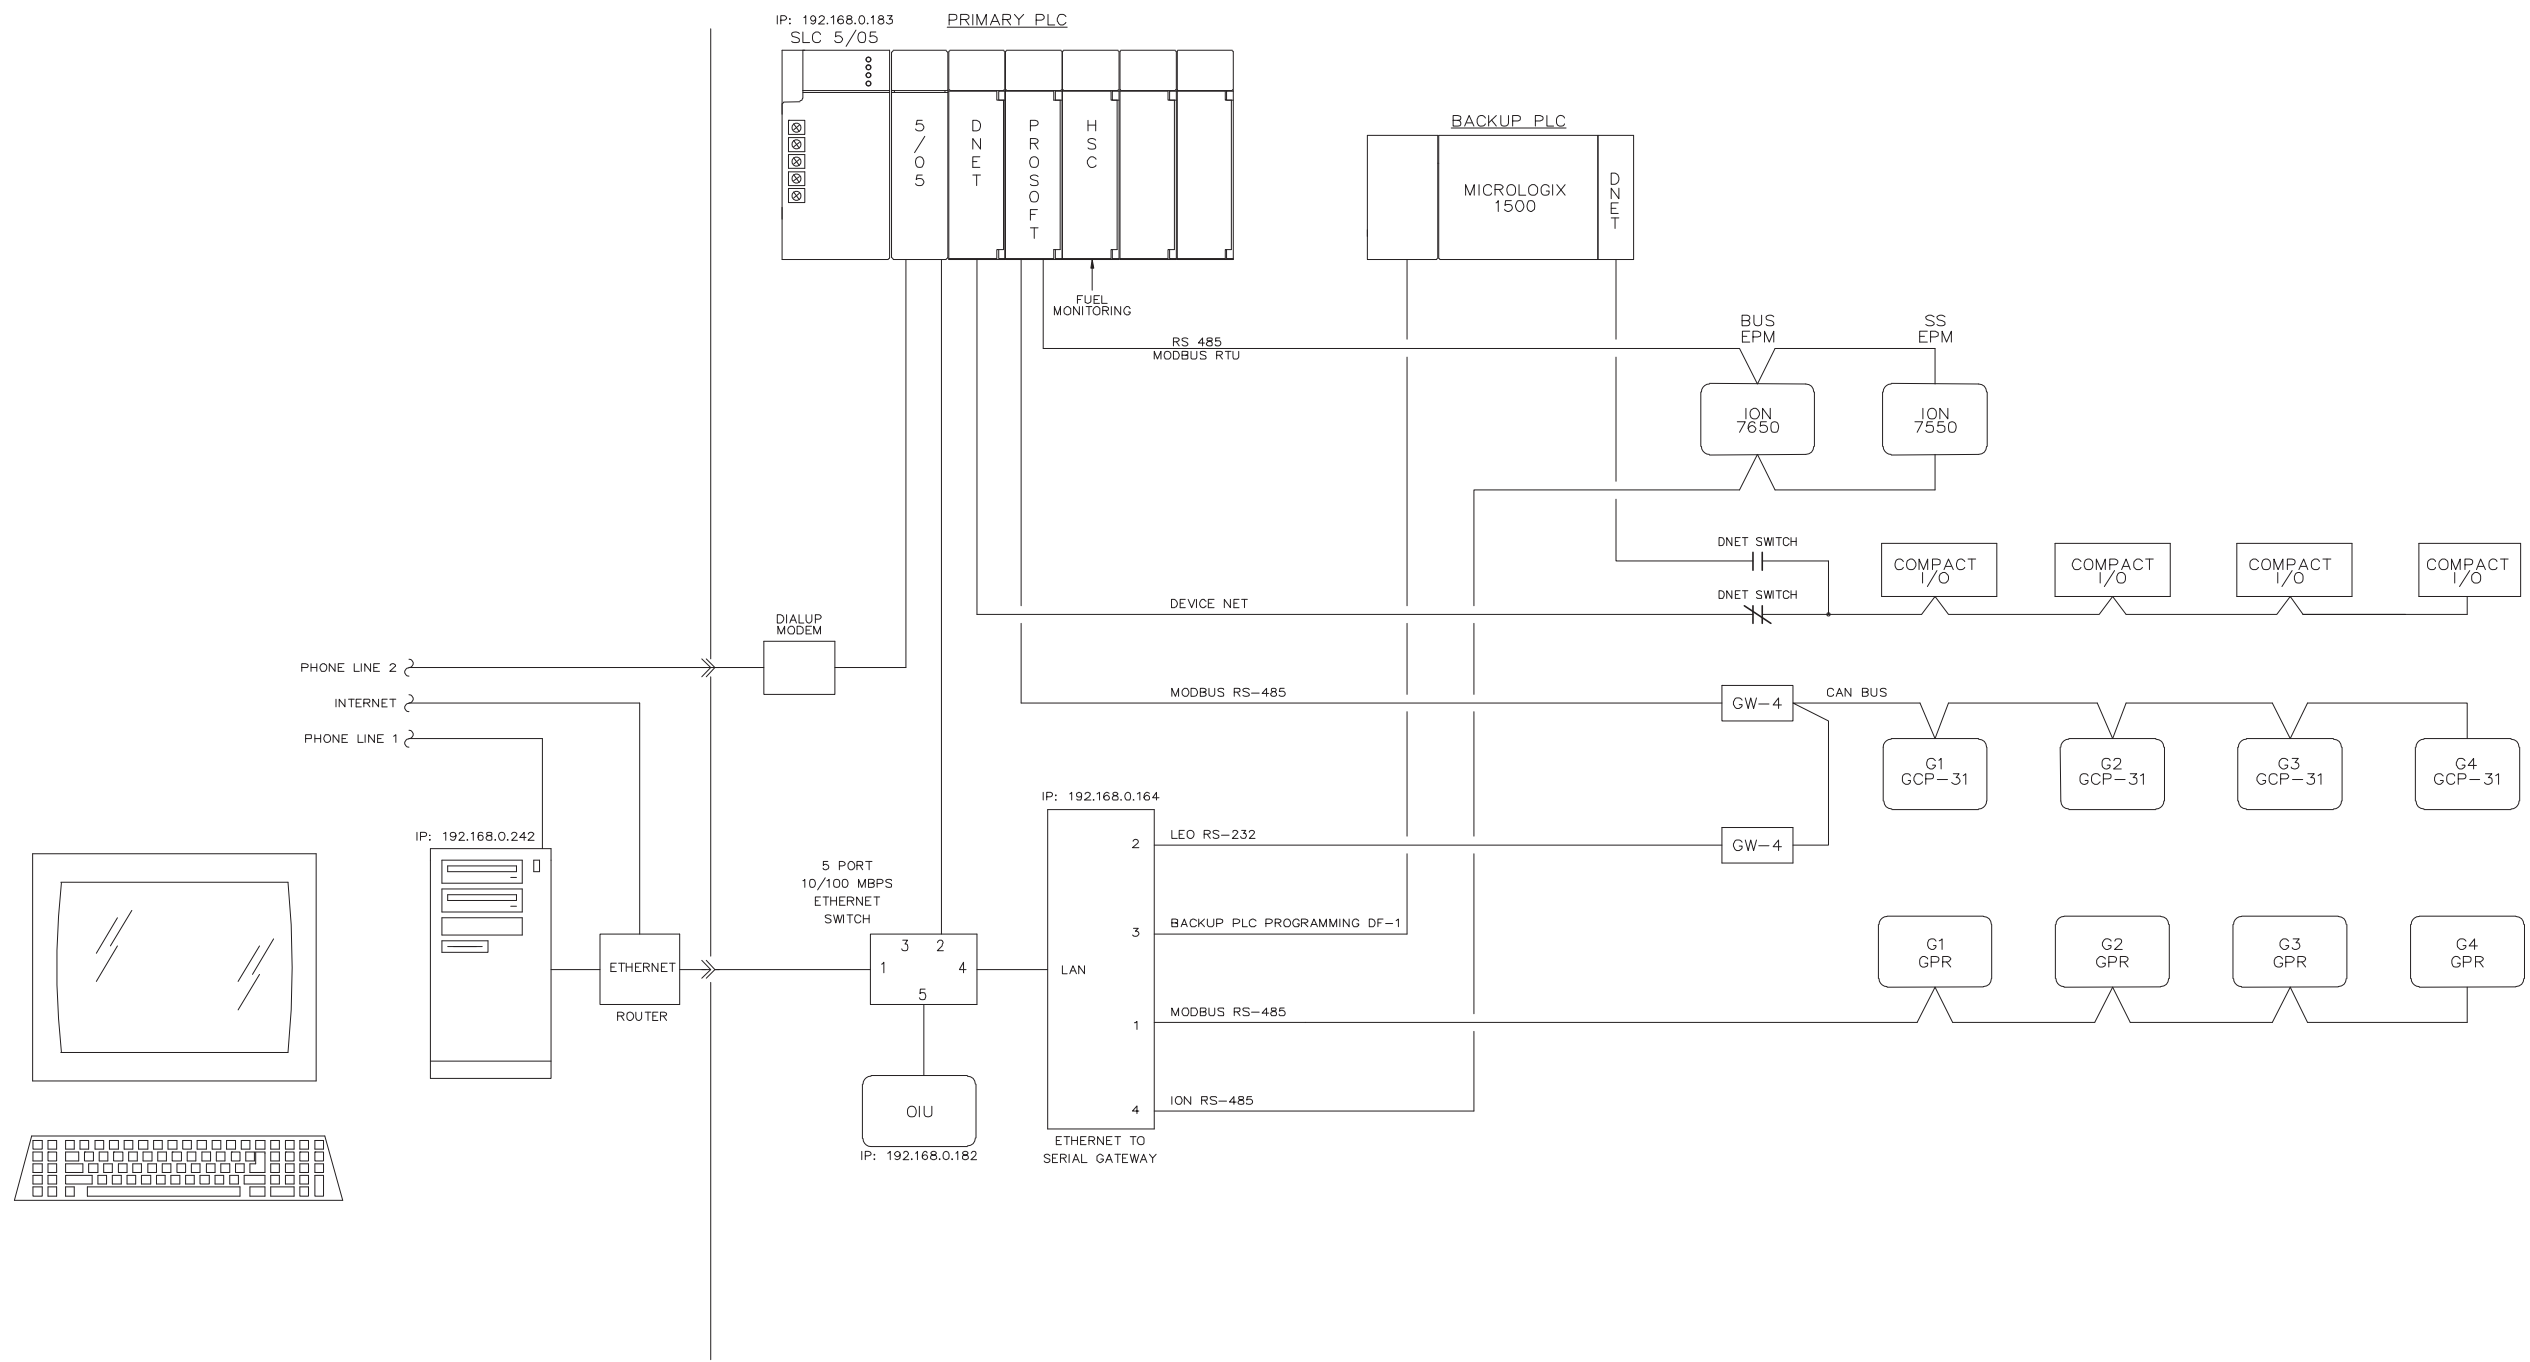 IP: 192.168.0.183
SLC 5/05
PRIMARY PLC
5/05
DNET
PROSOFT
HSC
FUEL
MONITORING
BACKUP PLC
MICROLOGIX
1500
DNET
RS 485
MODBUS RTU
BUS
EPM
SS
EPM
ION
7650
ION
7550
DNET SWITCH
DNET SWITCH
DEVICE NET
COMPACT
I/O
COMPACT
I/O
COMPACT
I/O
COMPACT
I/O
DIALUP
MODEM
PHONE LINE 2
INTERNET
PHONE LINE 1
MODBUS RS-485
GW-4
CAN BUS
G1
GCP-31
G2
GCP-31
G3
GCP-31
G4
GCP-31
IP: 192.168.0.164
IP: 192.168.0.242
2
LEO RS-232
GW-4
5 PORT
10/100 MBPS
ETHERNET
SWITCH
3
BACKUP PLC PROGRAMMING DF-1
3 2
1 4
5
ETHERNET
ROUTER
LAN
G1
GPR
G2
GPR
G3
GPR
G4
GPR
1
MODBUS RS-485
4
ION RS-485
OIU
IP: 192.168.0.182
ETHERNET TO
SERIAL GATEWAY